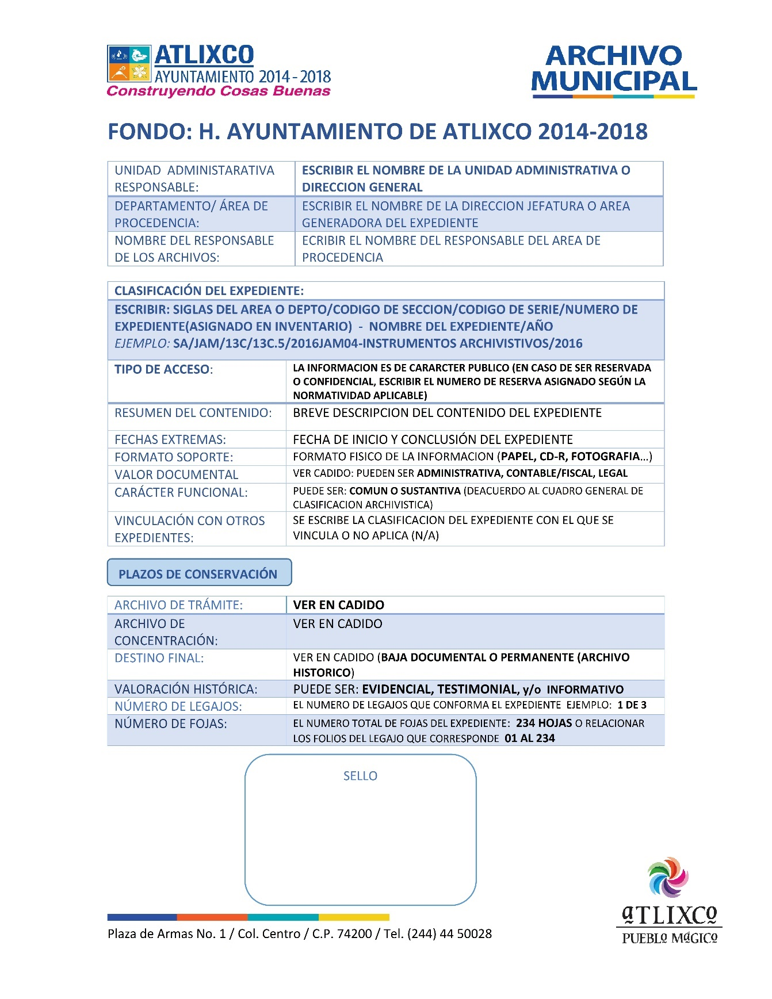 ATLIXCO
AYUNTAMIENTO 2014-2018
Construyendo Cosas Buenas
ARCHIVO
MUNICIPAL
FONDO: H. AYUNTAMIENTO DE ATLIXCO 2014-2018
UNIDAD ADMINISTARATIVA
RESPONSABLE:
ESCRIBIR EL NOMBRE DE LA UNIDAD ADMINISTRATIVA O
DIRECCION GENERAL
DEPARTAMENTO/ ÁREA DE
PROCEDENCIA:
ESCRIBIR EL NOMBRE DE LA DIRECCION JEFATURA O AREA
GENERADORA DEL EXPEDIENTE
NOMBRE DEL RESPONSABLE
DE LOS ARCHIVOS:
ECRIBIR EL NOMBRE DEL RESPONSABLE DEL AREA DE
PROCEDENCIA
CLASIFICACIÓN DEL EXPEDIENTE:
ESCRIBIR: SIGLAS DEL AREA O DEPTO/CODIGO DE SECCION/CODIGO DE SERIE/NUMERO DE
EXPEDIENTE(ASIGNADO EN INVENTARIO) - NOMBRE DEL EXPEDIENTE/AÑO
EJEMPLO: SA/JAM/13C/13C.5/2016JAM04-INSTRUMENTOS ARCHIVISTIVOS/2016
TIPO DE ACCESO:
LA INFORMACION ES DE CARARCTER PUBLICO (EN CASO DE SER RESERVADA
O CONFIDENCIAL, ESCRIBIR EL NUMERO DE RESERVA ASIGNADO SEGÚN LA
NORMATIVIDAD APLICABLE)
RESUMEN DEL CONTENIDO:
BREVE DESCRIPCION DEL CONTENIDO DEL EXPEDIENTE
FECHAS EXTREMAS:
FECHA DE INICIO Y CONCLUSIÓN DEL EXPEDIENTE
FORMATO SOPORTE:
FORMATO FISICO DE LA INFORMACION (PAPEL, CD-R, FOTOGRAFIA...)
VALOR DOCUMENTAL
VER CADIDO: PUEDEN SER ADMINISTRATIVA, CONTABLE/FISCAL, LEGAL
CARÁCTER FUNCIONAL:
PUEDE SER: COMUN O SUSTANTIVA (DEACUERDO AL CUADRO GENERAL DE
CLASIFICACION ARCHIVISTICA)
VINCULACIÓN CON OTROS
EXPEDIENTES:
SE ESCRIBE LA CLASIFICACION DEL EXPEDIENTE CON EL QUE SE
VINCULA O NO APLICA (N/A)
PLAZOS DE CONSERVACIÓN
ARCHIVO DE TRÁMITE:
VER EN CADIDO
ARCHIVO DE
CONCENTRACIÓN:
VER EN CADIDO
DESTINO FINAL:
VER EN CADIDO (BAJA DOCUMENTAL O PERMANENTE (ARCHIVO
HISTORICO)
VALORACIÓN HISTÓRICA:
PUEDE SER: EVIDENCIAL, TESTIMONIAL, y/o INFORMATIVO
NÚMERO DE LEGAJOS:
EL NUMERO DE LEGAJOS QUE CONFORMA EL EXPEDIENTE EJEMPLO: 1 DE 3
NÚMERO DE FOJAS:
EL NUMERO TOTAL DE FOJAS DEL EXPEDIENTE: 234 HOJAS O RELACIONAR
LOS FOLIOS DEL LEGAJO QUE CORRESPONDE 01 AL 234
SELLO
Plaza de Armas No. 1 / Col. Centro / C.P. 74200 / Tel. (244) 44 50028
aTLIXCo
PUEBLo MáGICo